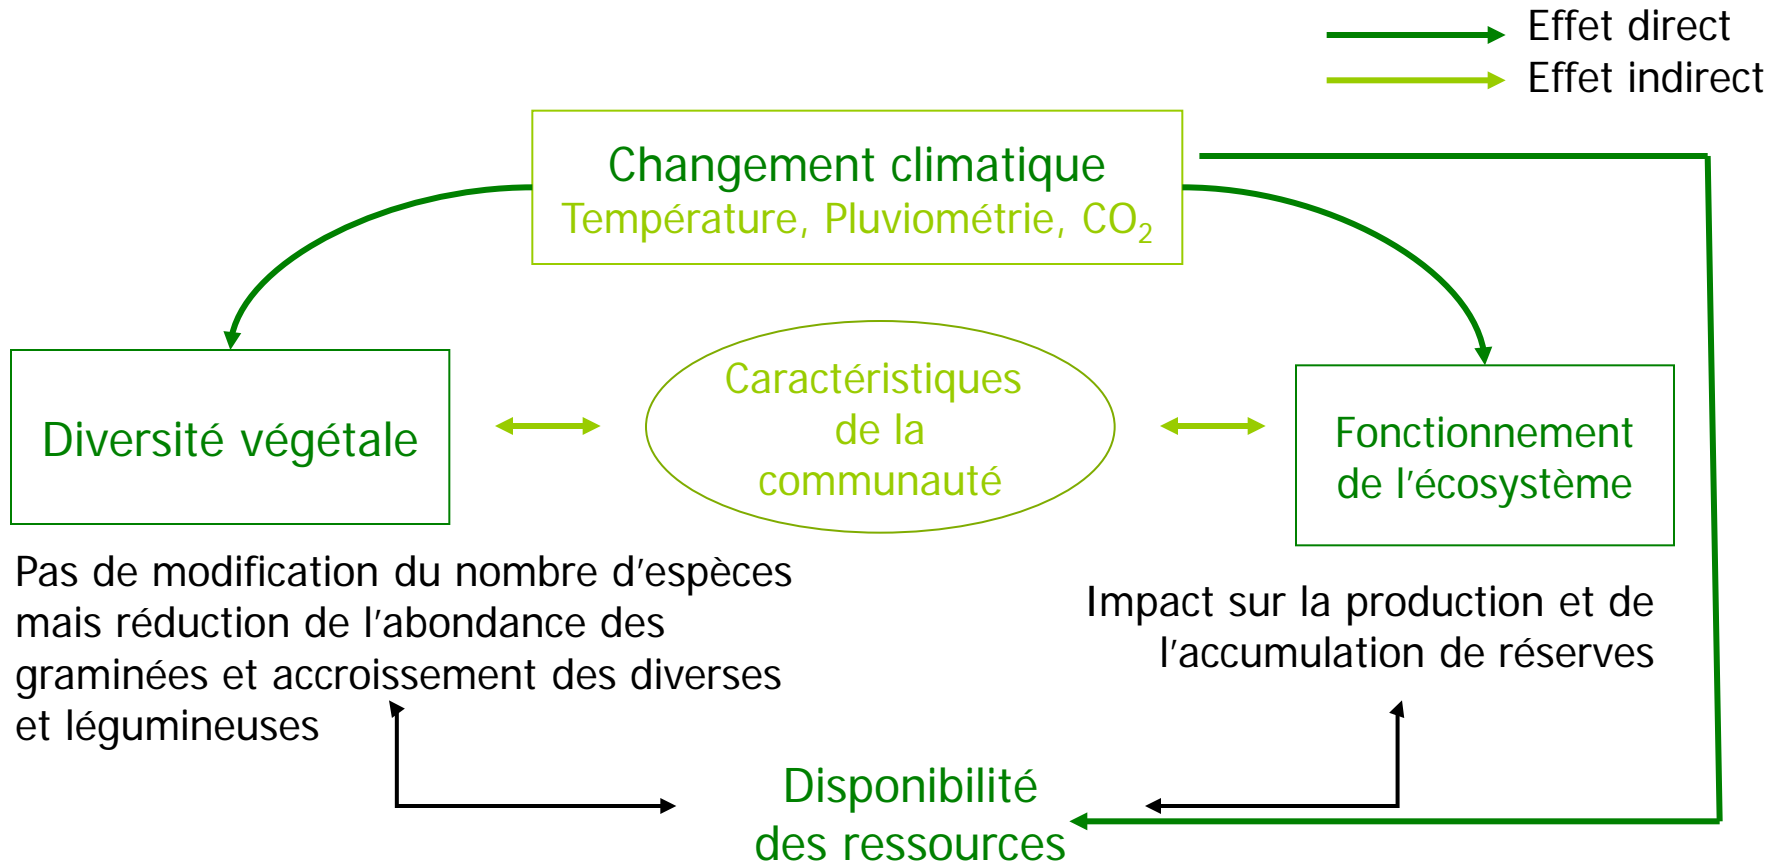 Effet direct
Effet indirect
Changement climatique
Température, Pluviométrie, CO₂
Diversité végétale
Caractéristiques
de la
communauté
Fonctionnement
de l'écosystème
Pas de modification du nombre d'espèces
mais réduction de l'abondance des
graminées et accroissement des diverses
et légumineuses
Impact sur la production et de
l'accumulation de réserves
Disponibilité
des ressources